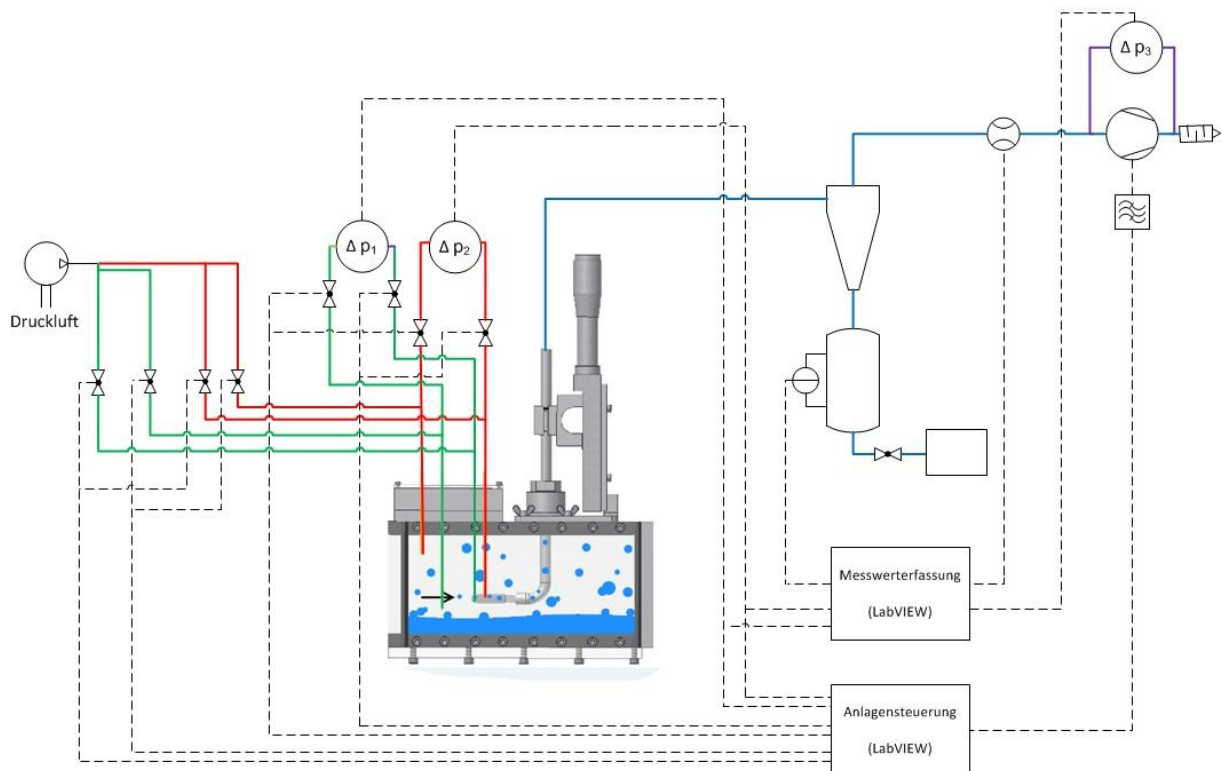 Δ p₃
Δ p₁
Δ p₂
Druckluft
Messwerterfassung
(LabVIEW)
Anlagensteuerung
(LabVIEW)